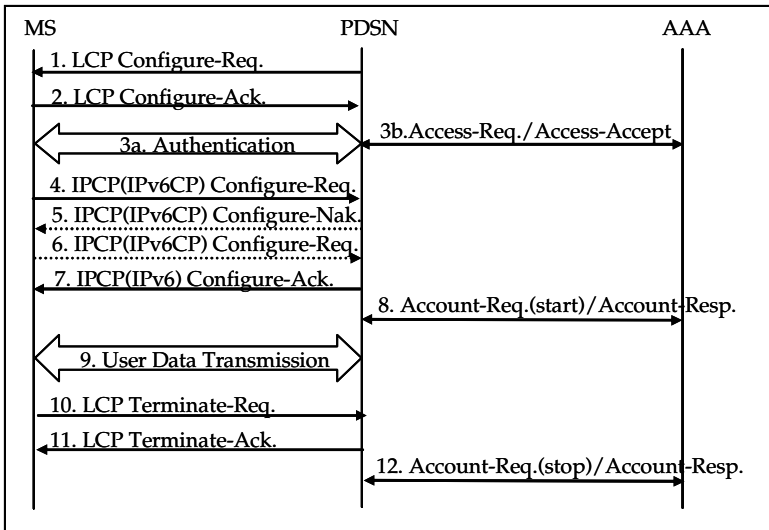 MS PDSN AAA
1. LCP Configure-Req.
2. LCP Configure-Ack.
3a. Authentication
3b.Access-Req./Access-Accept
4. IPCP(IPv6CP) Configure-Req.
5. IPCP(IPv6CP) Configure-Nak.
6. IPCP(IPv6CP) Configure-Req.
7. IPCP(IPv6) Configure-Ack.
8. Account-Req.(start)/Account-Resp.
9. User Data Transmission
10. LCP Terminate-Req.
11. LCP Terminate-Ack.
12. Account-Req.(stop)/Account-Resp.